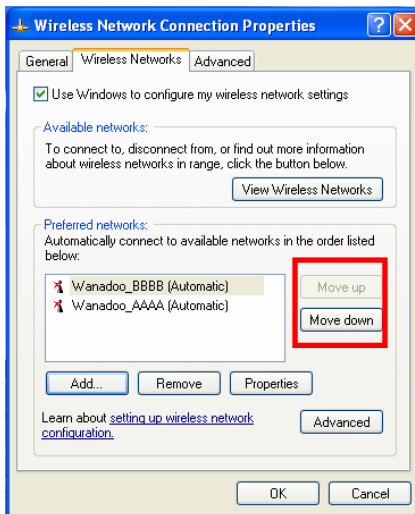 Wireless Network Connection Properties
General Wireless Networks Advanced
Use Windows to configure my wireless network settings
Available networks:
To connect to, disconnect from, or find out more information
about wireless networks in range, click the button below.
View Wireless Networks
Preferred networks:
Automatically connect to available networks in the order listed
below:
Wanadoo_BBBB (Automatic)
Wanadoo_AAAA (Automatic)
Move up
Move down
Add... Remove Properties
Learn about setting up wireless network
configuration.
Advanced
OK Cancel